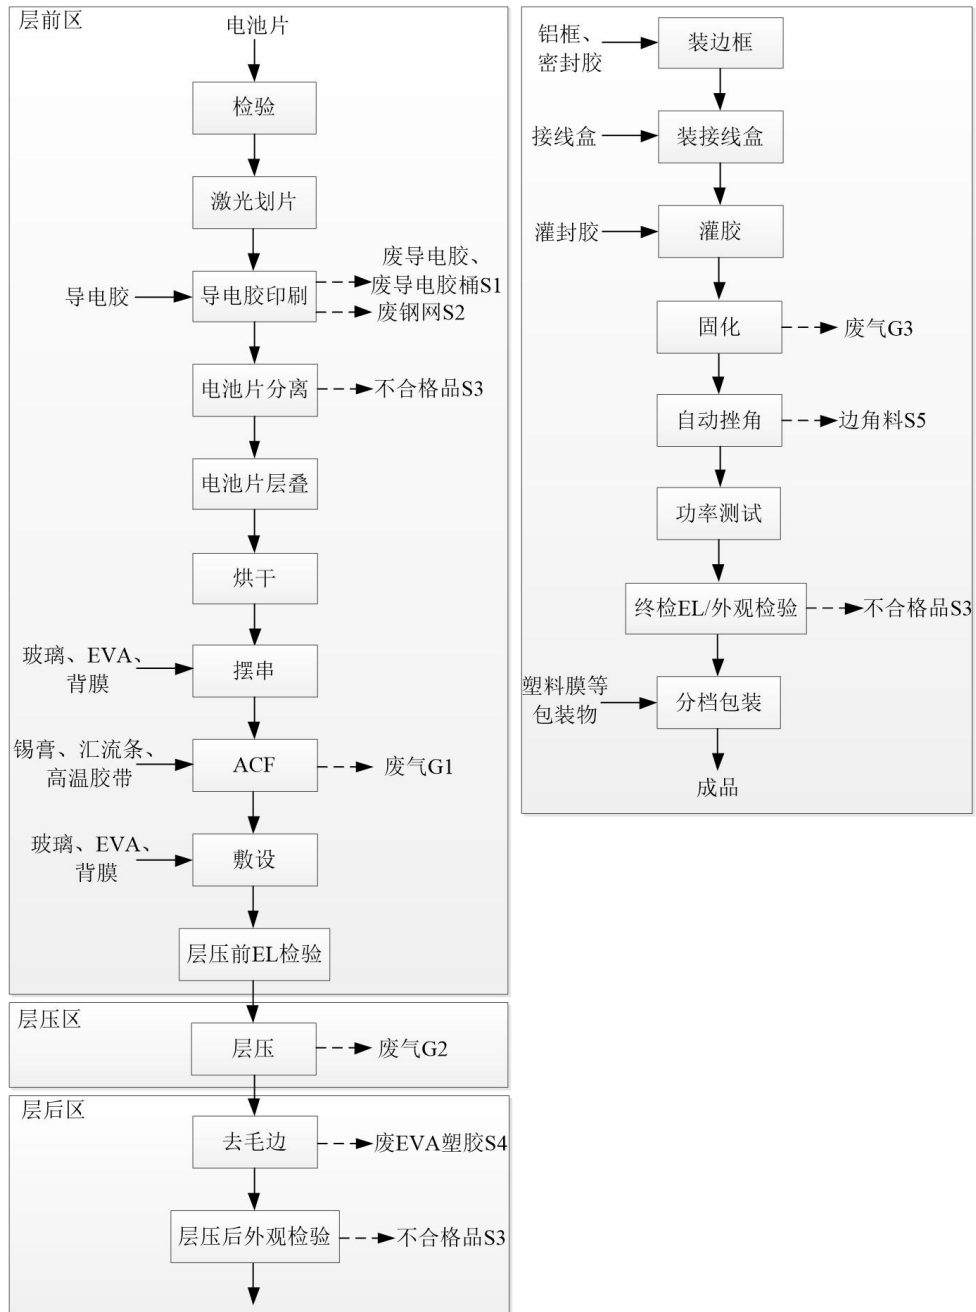 层前区
电池片
检验
激光划片
导电胶
导电胶印刷
废导电胶、
废导电胶桶S1
废钢网S2
电池片分离
不合格品S3
电池片层叠
烘干
玻璃、EVA、
背膜
摆串
锡膏、汇流条、
高温胶带
ACF
废气G1
玻璃、EVA、
背膜
敷设
层压前EL检验
层压区
层压
废气G2
层后区
去毛边
废EVA塑胶S4
层压后外观检验
不合格品S3
铝框、
密封胶
装边框
接线盒
装接线盒
灌封胶
灌胶
固化
废气G3
自动挫角
边角料S5
功率测试
终检EL/外观检验
不合格品S3
塑料膜等
包装物
分档包装
成品